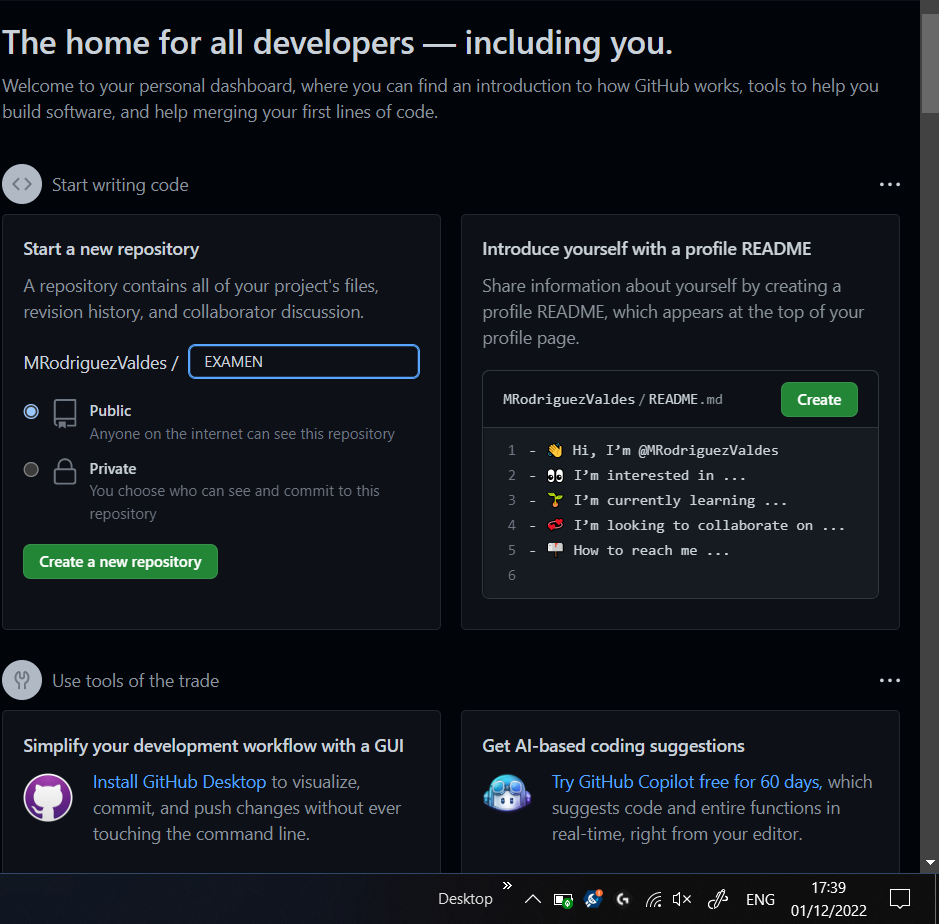 The home for all developers — including you.
Welcome to your personal dashboard, where you can find an introduction to how GitHub works, tools to help you
build software, and help merging your first lines of code.
Start writing code
Start a new repository
A repository contains all of your project's files,
revision history, and collaborator discussion.
MRodriguezValdes / EXAMEN
Public
Anyone on the internet can see this repository
Private
You choose who can see and commit to this
repository
Create a new repository
Introduce yourself with a profile README
Share information about yourself by creating a
profile README, which appears at the top of your
profile page.
MRodriguezValdes / README.md Create
1 - 👋 Hi, I’m @MRodriguezValdes
2 - 👀 I’m interested in ...
3 - 🌱 I’m currently learning ...
4 - 💞️ I’m looking to collaborate on ...
5 - 📫 How to reach me ...
6
Use tools of the trade
Simplify your development workflow with a GUI
Install GitHub Desktop to visualize,
commit, and push changes without ever
touching the command line.
Get AI-based coding suggestions
Try GitHub Copilot free for 60 days, which
suggests code and entire functions in
real-time, right from your editor.
Desktop » ENG 17:39
01/12/2022